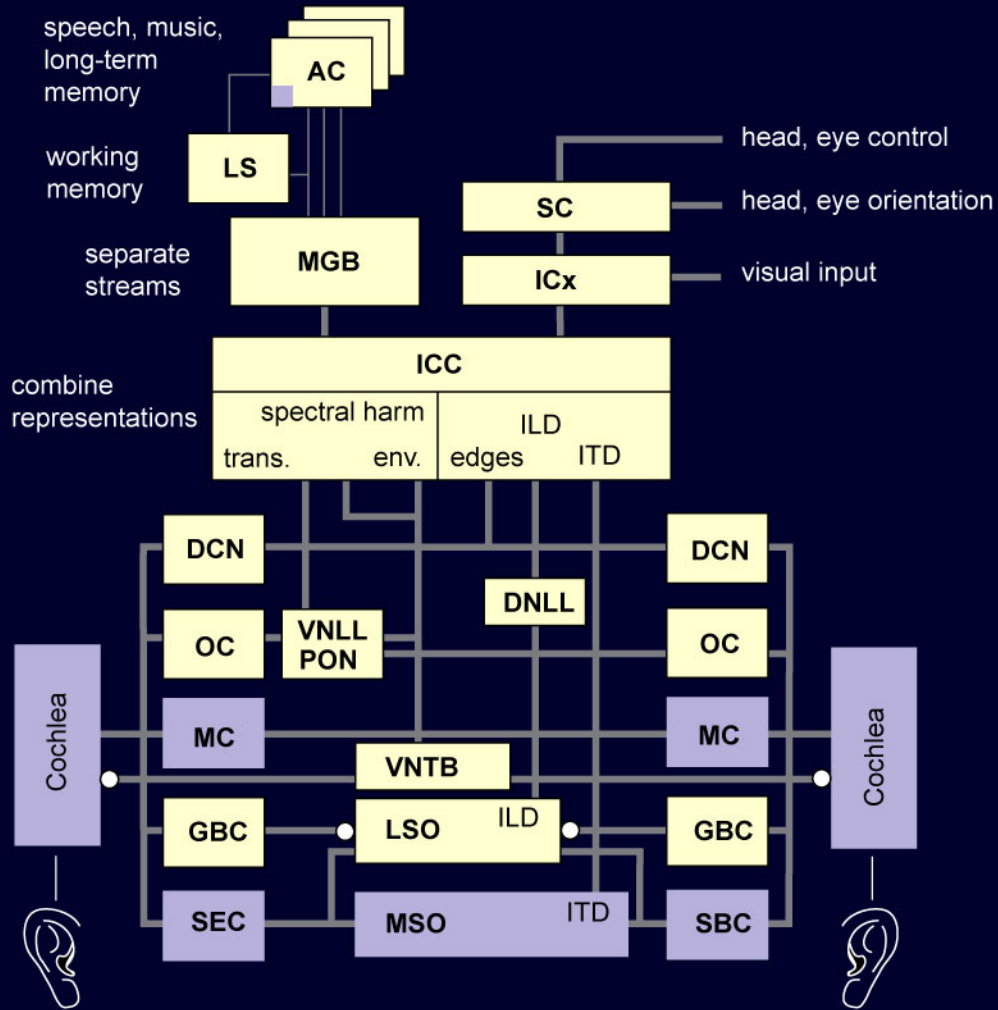 speech, music,
long-term
memory
AC
working
memory
LS
head, eye control
SC
head, eye orientation
separate
streams
MGB
ICx
visual input
combine
representations
ICC
spectral harm
trans.
env.
ILD
edges
ITD
DCN
DCN
DNLL
OC
VNLL
PON
OC
Cochlea
MC
MC
Cochlea
VNTB
GBC
LSO
ILD
GBC
SEC
MSO
ITD
SBC